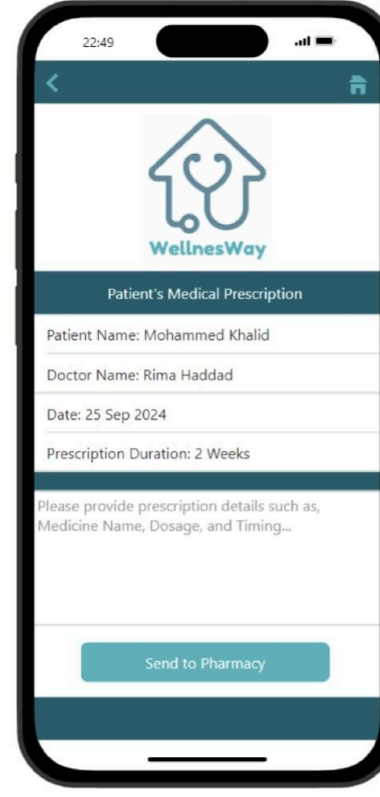 22:49
WellnesWay
Patient's Medical Prescription
Patient Name: Mohammed Khalid
Doctor Name: Rima Haddad
Date: 25 Sep 2024
Prescription Duration: 2 Weeks
Please provide prescription details such as,
Medicine Name, Dosage, and Timing...
Send to Pharmacy